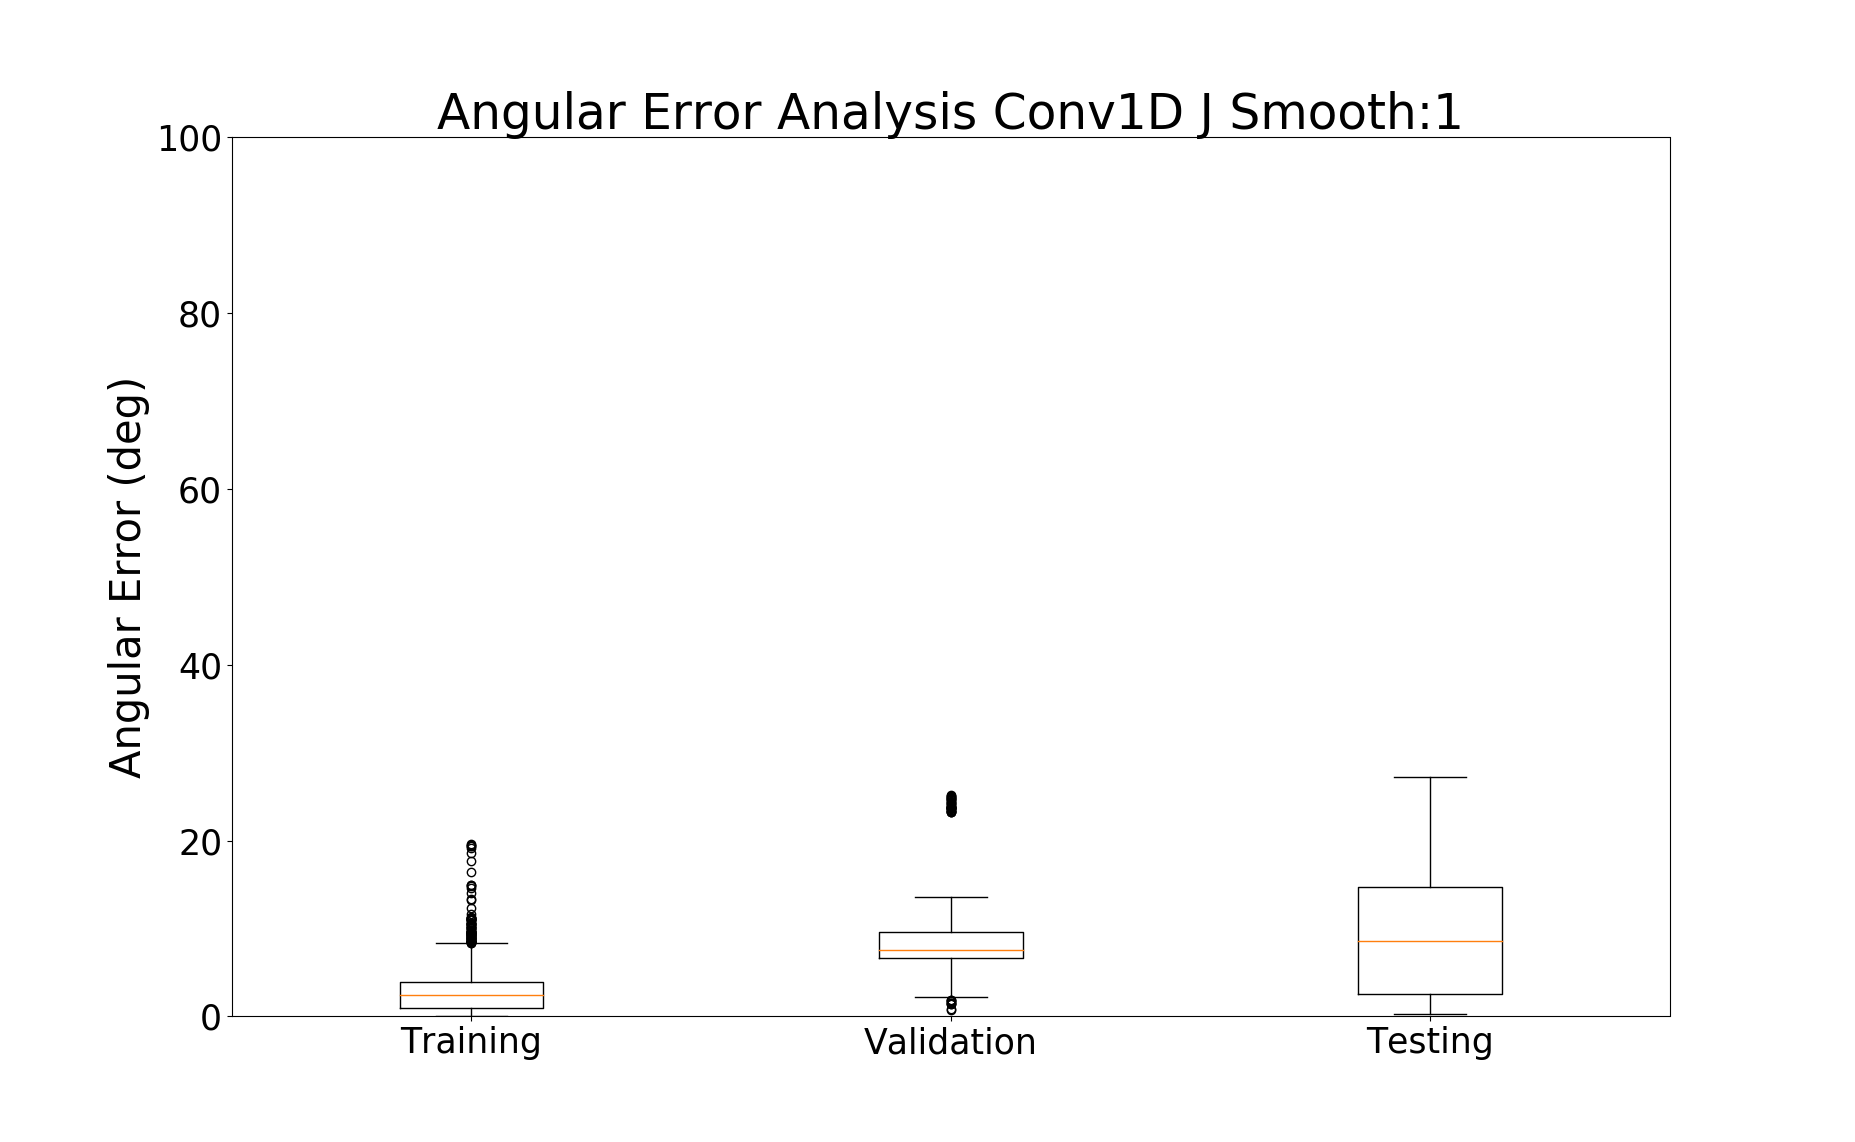 Angular Error Analysis Conv1D J Smooth:1
100
80
60
40
20
0
Angular Error (deg)
Training
Validation
Testing